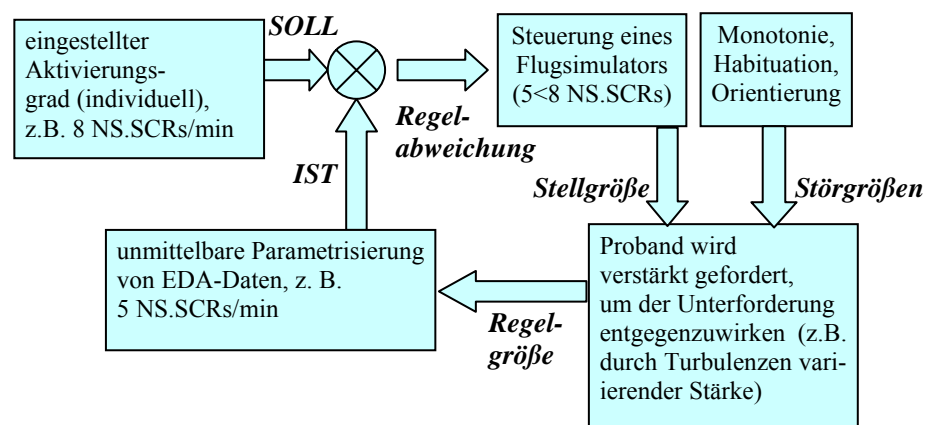 eingestellter
Aktivierungs-
grad (individuell),
z.B. 8 NS.SCRs/min
SOLL
Regel-
abweichung
Steuerung eines
Flugsimulators
(5<8 NS.SCRs)
Monotonie,
Habituation,
Orientierung
IST
Stellgröße
Störgrößen
unmittelbare Parametrisierung
von EDA-Daten, z. B.
5 NS.SCRs/min
Regel-
größe
Proband wird
verstärkt gefordert,
um der Unterforderung
entgegenzuwirken (z.B.
durch Turbulenzen vari-
ierender Stärke)